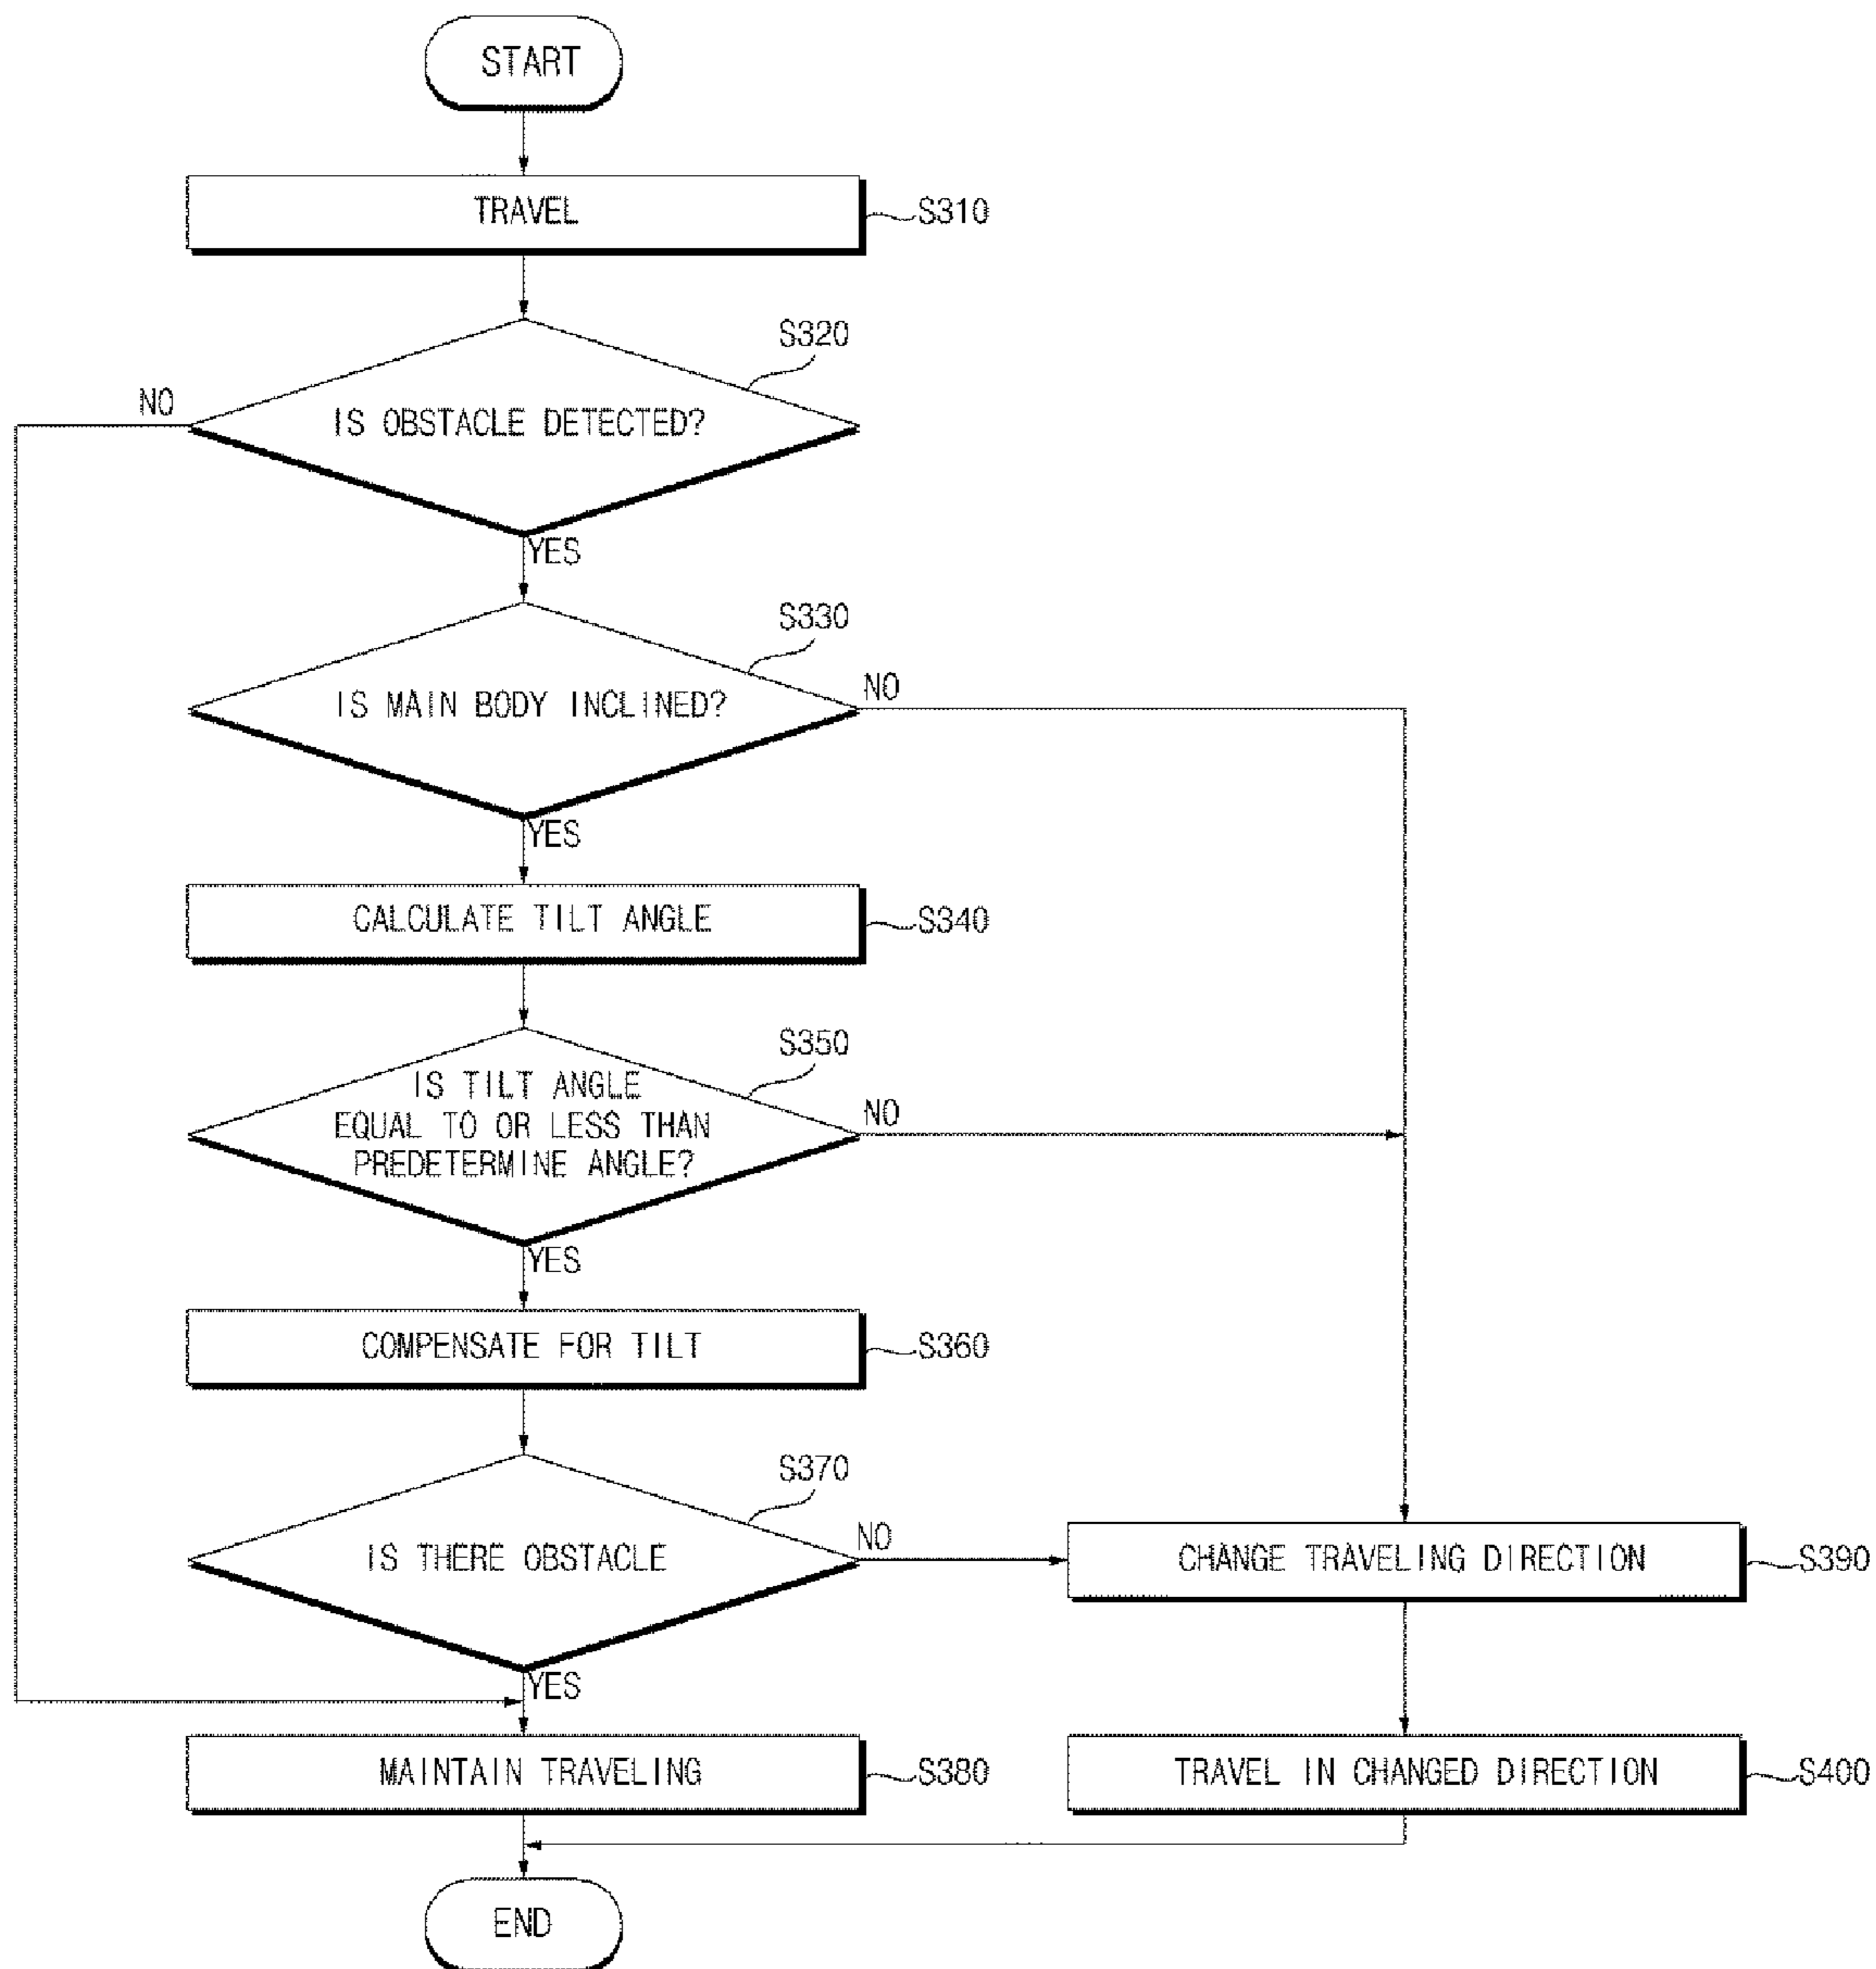 START
TRAVEL
S310
S320
NO
IS OBSTACLE DETECTED?
YES
S330
NO
IS MAIN BODY INCLINED?
YES
CALCULATE TILT ANGLE
S340
S350
IS TILT ANGLE
EQUAL TO OR LESS THAN
PREDETERMINE ANGLE?
NO
YES
COMPENSATE FOR TILT
S360
S370
IS THERE OBSTACLE
NO
CHANGE TRAVELING DIRECTION
S390
YES
MAINTAIN TRAVELING
S380
TRAVEL IN CHANGED DIRECTION
S400
END